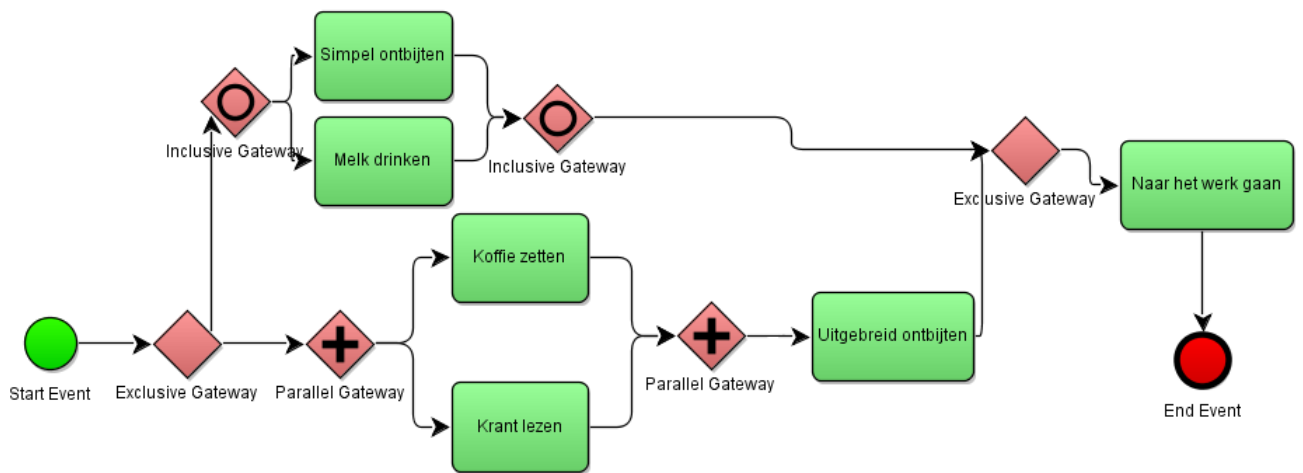 Simpel ontbijten
Inclusive Gateway
Melk drinken
Inclusive Gateway
Exclusive Gateway
Naar het werk gaan
Koffie zetten
Start Event
Exclusive Gateway
Parallel Gateway
Krant lezen
Parallel Gateway
Uitgebreid ontbijten
End Event